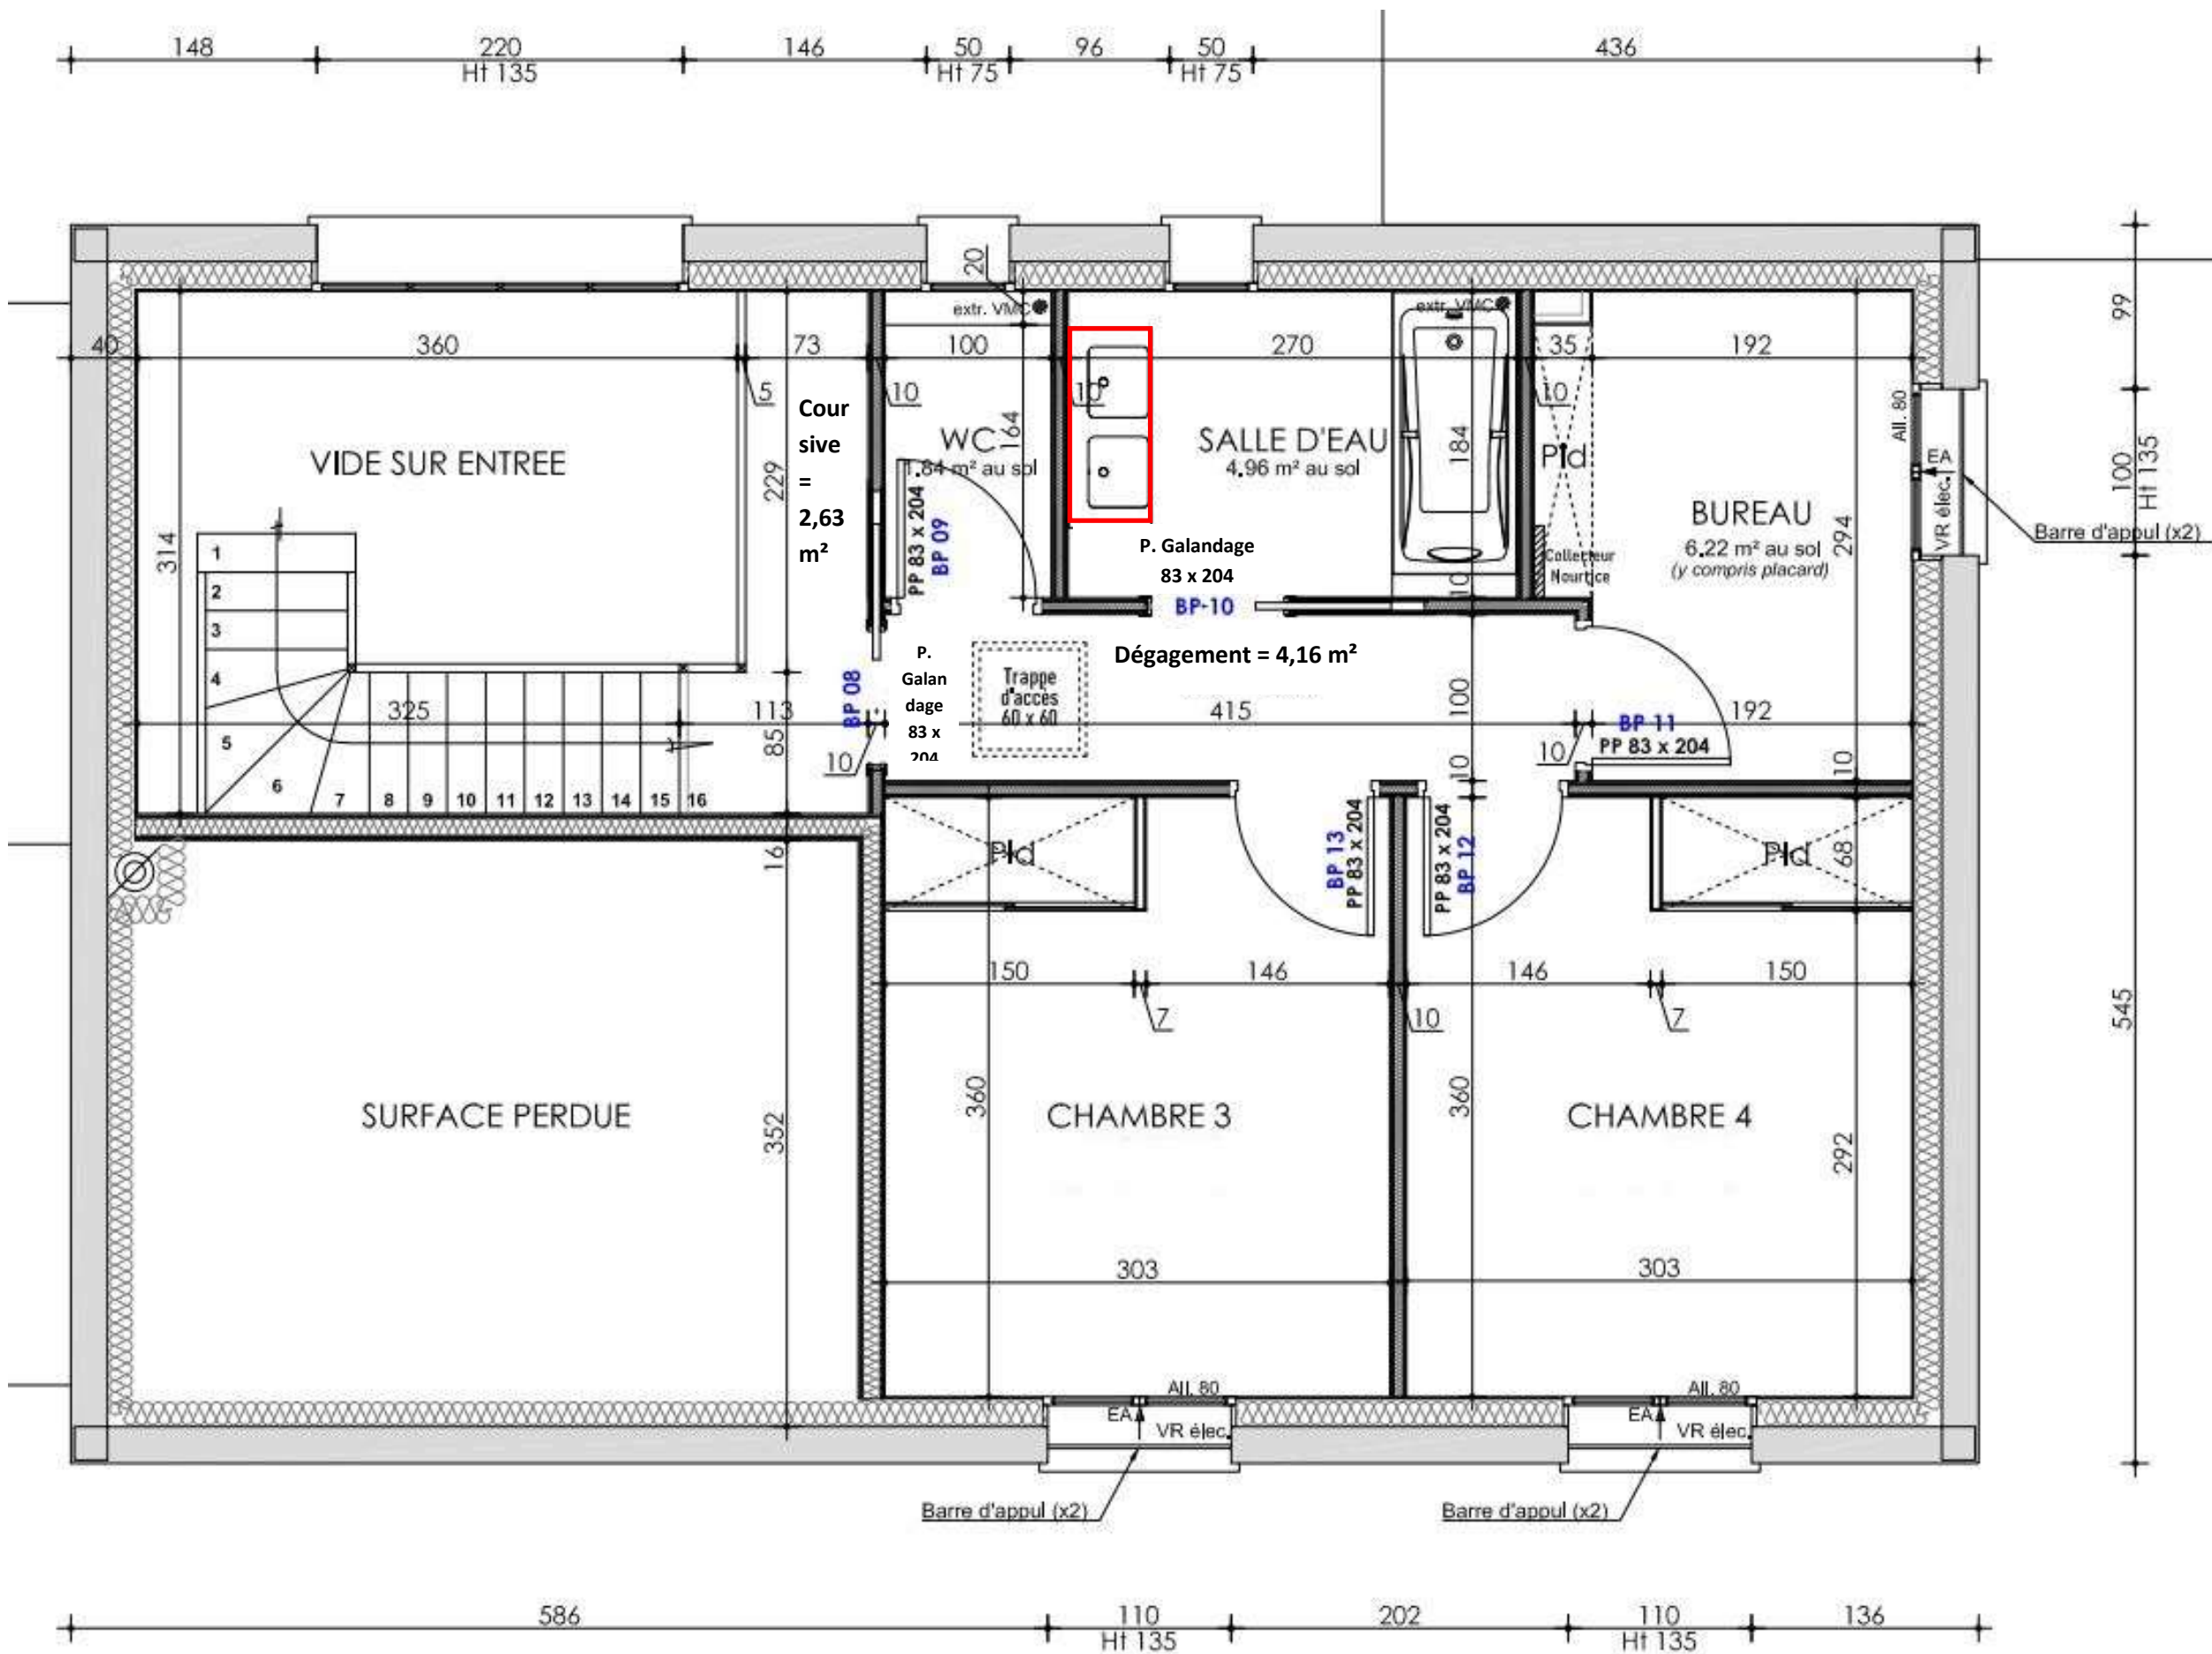 148 220 146 50 96 50 436
Ht 135 Ht 75 Ht 75
20
extr. VMC
extr. VMC
40 360 73 100 270 35 192
5 10 10 10
Cour
sive
=
2,63
m²
VIDE SUR ENTREE
WC
1.84 m² au sol
164
SALLE D'EAU
4.96 m² au sol
184
Pld
BUREAU
6.22 m² au sol
(y compris placard)
294
All. 80
EA
VR élec.
99
100
Ht 135
Barre d'appui (x2)
314
229
PP 83 x 204
BP 09
P. Galandage
83 x 204
BP-10
Collecteur
Nourrice
10
1
2
3
4
5
6
7 8 9 10 11 12 13 14 15 16
325 113
85
BP 08
10
P.
Galan
dage
83 x
204
Trappe
d'accès
60 x 60
Dégagement = 4,16 m²
415
100
10
BP 11
PP 83 x 204
10
192
10
16
Pld
BP 13
PP 83 x 204
PP 83 x 204
BP 12
Pld
68
150 146 146 150
7 10 7
545
SURFACE PERDUE
352
360
CHAMBRE 3
360
CHAMBRE 4
292
303 303
All. 80 All. 80
EA VR élec. EA VR élec.
Barre d'appui (x2) Barre d'appui (x2)
586 110 202 110 136
Ht 135 Ht 135